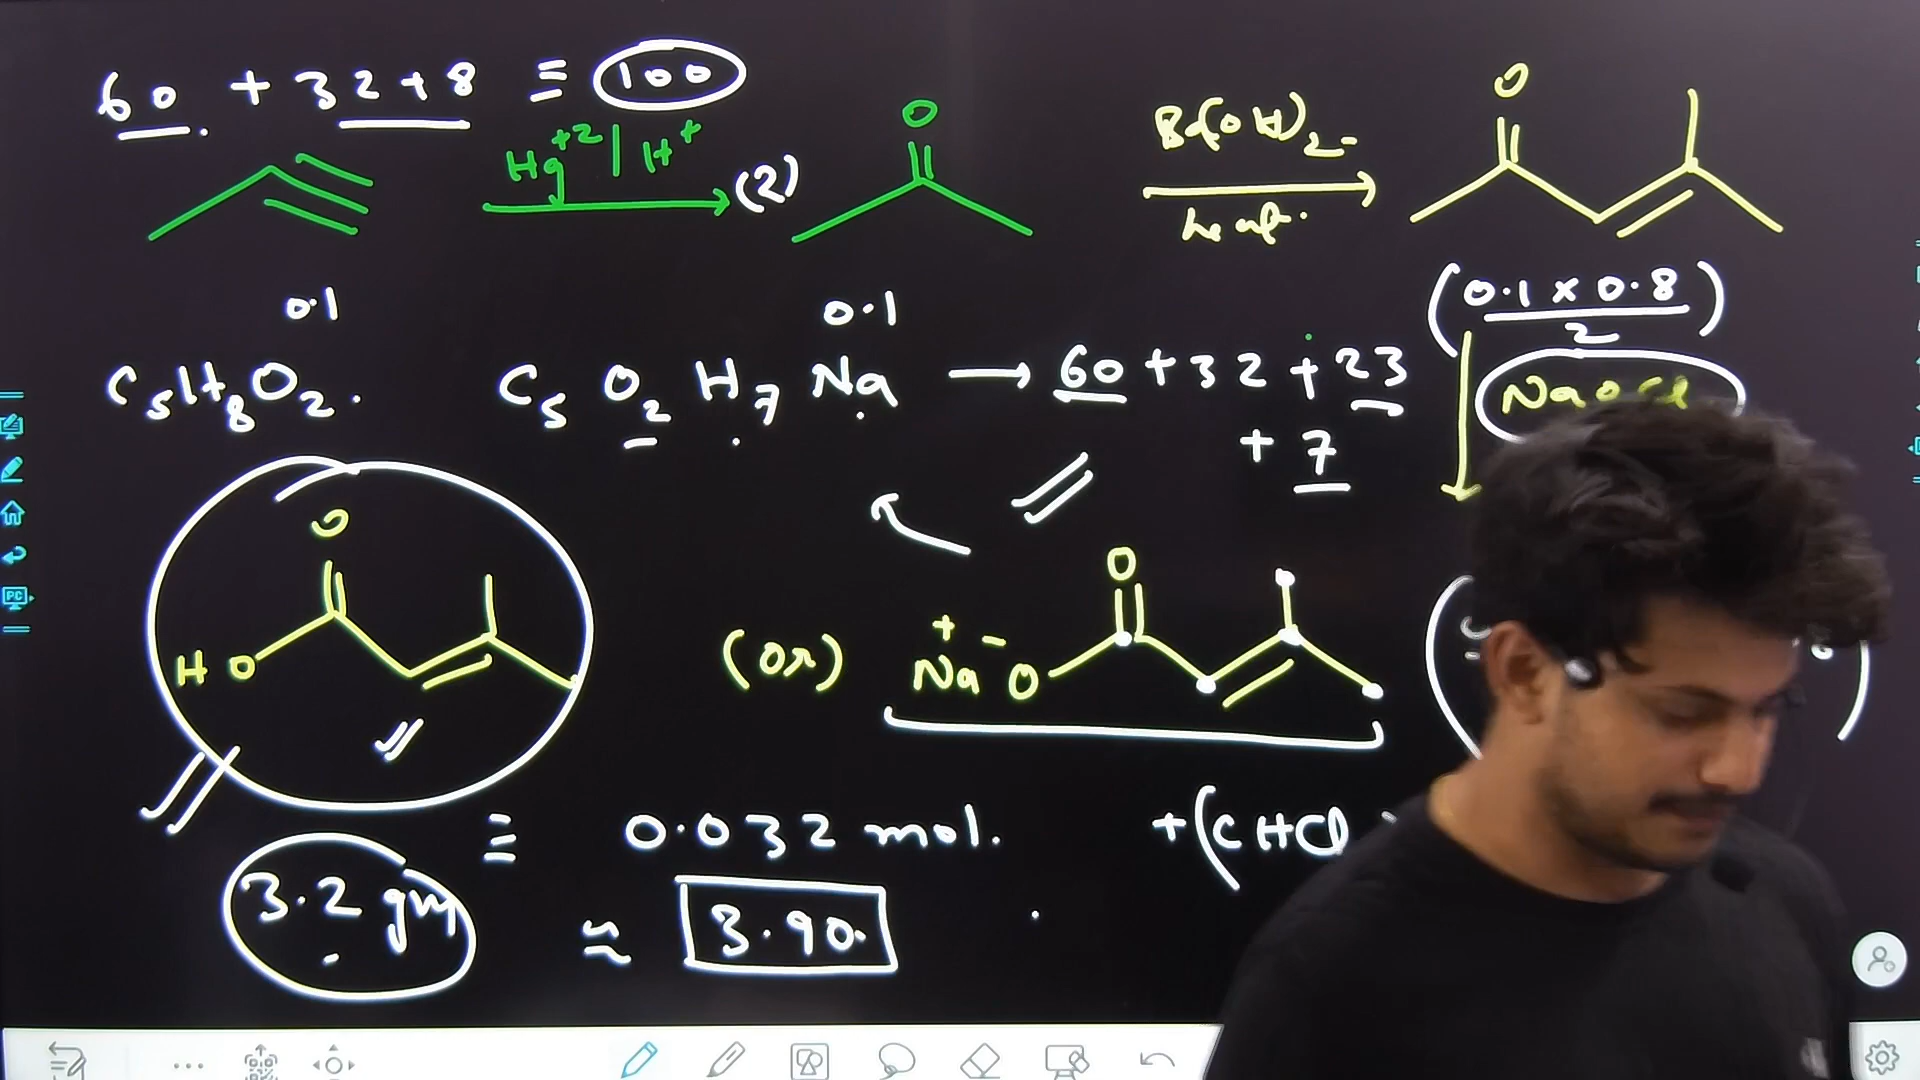 60 + 32 + 8 ≡ 100
Hg+2 | H+
(2)
O
Ba(OH)2
heat.
O
0.1
0.1
(0.1 x 0.8)
2
C5H8O2.
C5 O2 H7 Na → 60 + 32 + 23
+ 7
NaOCl
O
HO
(or)
+ -
Na O
O
≡ 0.032 mol.
+(CHCl
3.2 gm
≈ 3.90.
PC